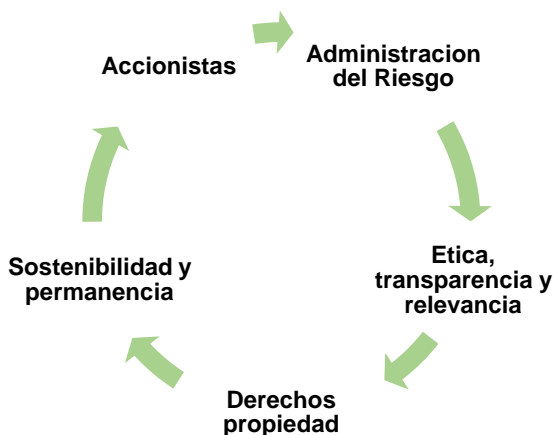 Accionistas
Administracion
del Riesgo
Etica,
transparencia y
relevancia
Derechos
propiedad
Sostenibilidad y
permanencia